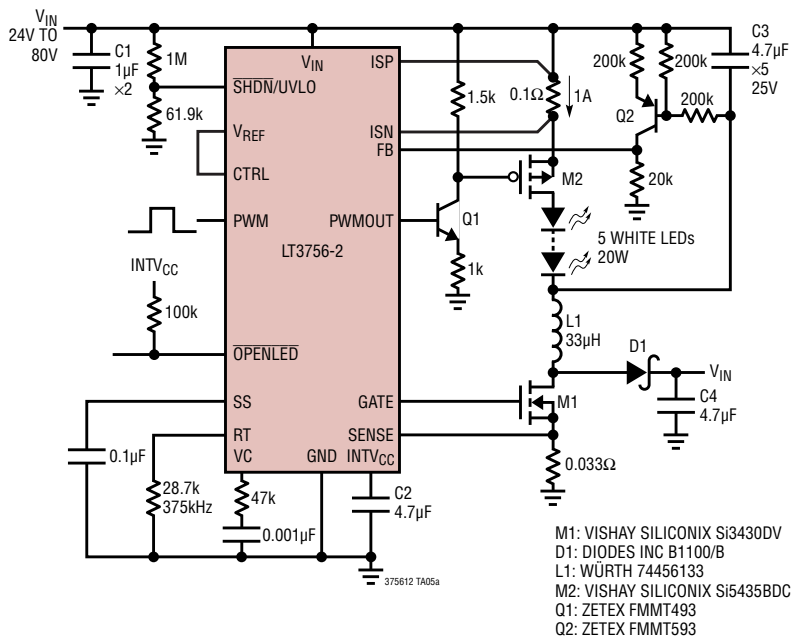 VIN
24V TO
80V
C1
1µF
×2
1M
61.9k
VIN
ISP
SHDN/UVLO
VREF
ISN
FB
CTRL
PWM
PWMOUT
LT3756-2
INTVCC
100k
OPENLED
SS
GATE
RT
SENSE
VC
GND
INTVCC
0.1µF
28.7k
375kHz
47k
0.001µF
C2
4.7µF
375612 TA05a
1.5k
0.1Ω
1A
Q1
1k
M2
200k
200k
Q2
200k
20k
C3
4.7µF
×5
25V
5 WHITE LEDs
20W
L1
33µH
D1
VIN
C4
4.7µF
M1
0.033Ω
M1: VISHAY SILICONIX Si3430DV
D1: DIODES INC B1100/B
L1: WÜRTH 74456133
M2: VISHAY SILICONIX Si5435BDC
Q1: ZETEX FMMT493
Q2: ZETEX FMMT593